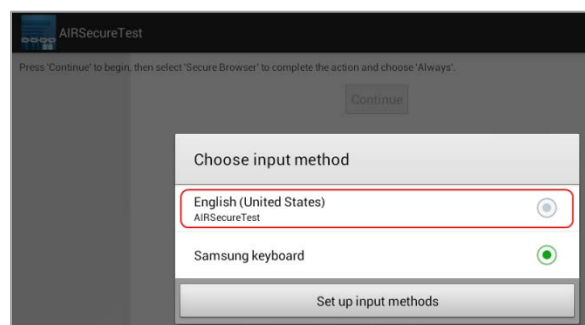 AIRSecureTest
Press 'Continue' to begin, then select 'Secure Browser' to complete the action and choose 'Always'.
Continue
Choose input method
English (United States)
AIRSecureTest
Samsung keyboard
Set up input methods